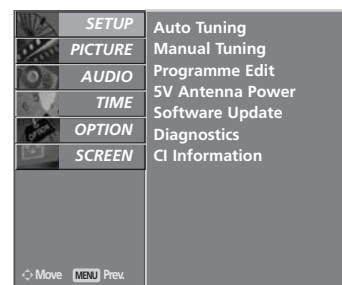 SETUP
PICTURE
AUDIO
TIME
OPTION
SCREEN
Auto Tuning
Manual Tuning
Programme Edit
5V Antenna Power
Software Update
Diagnostics
CI Information
Move MENU Prev.